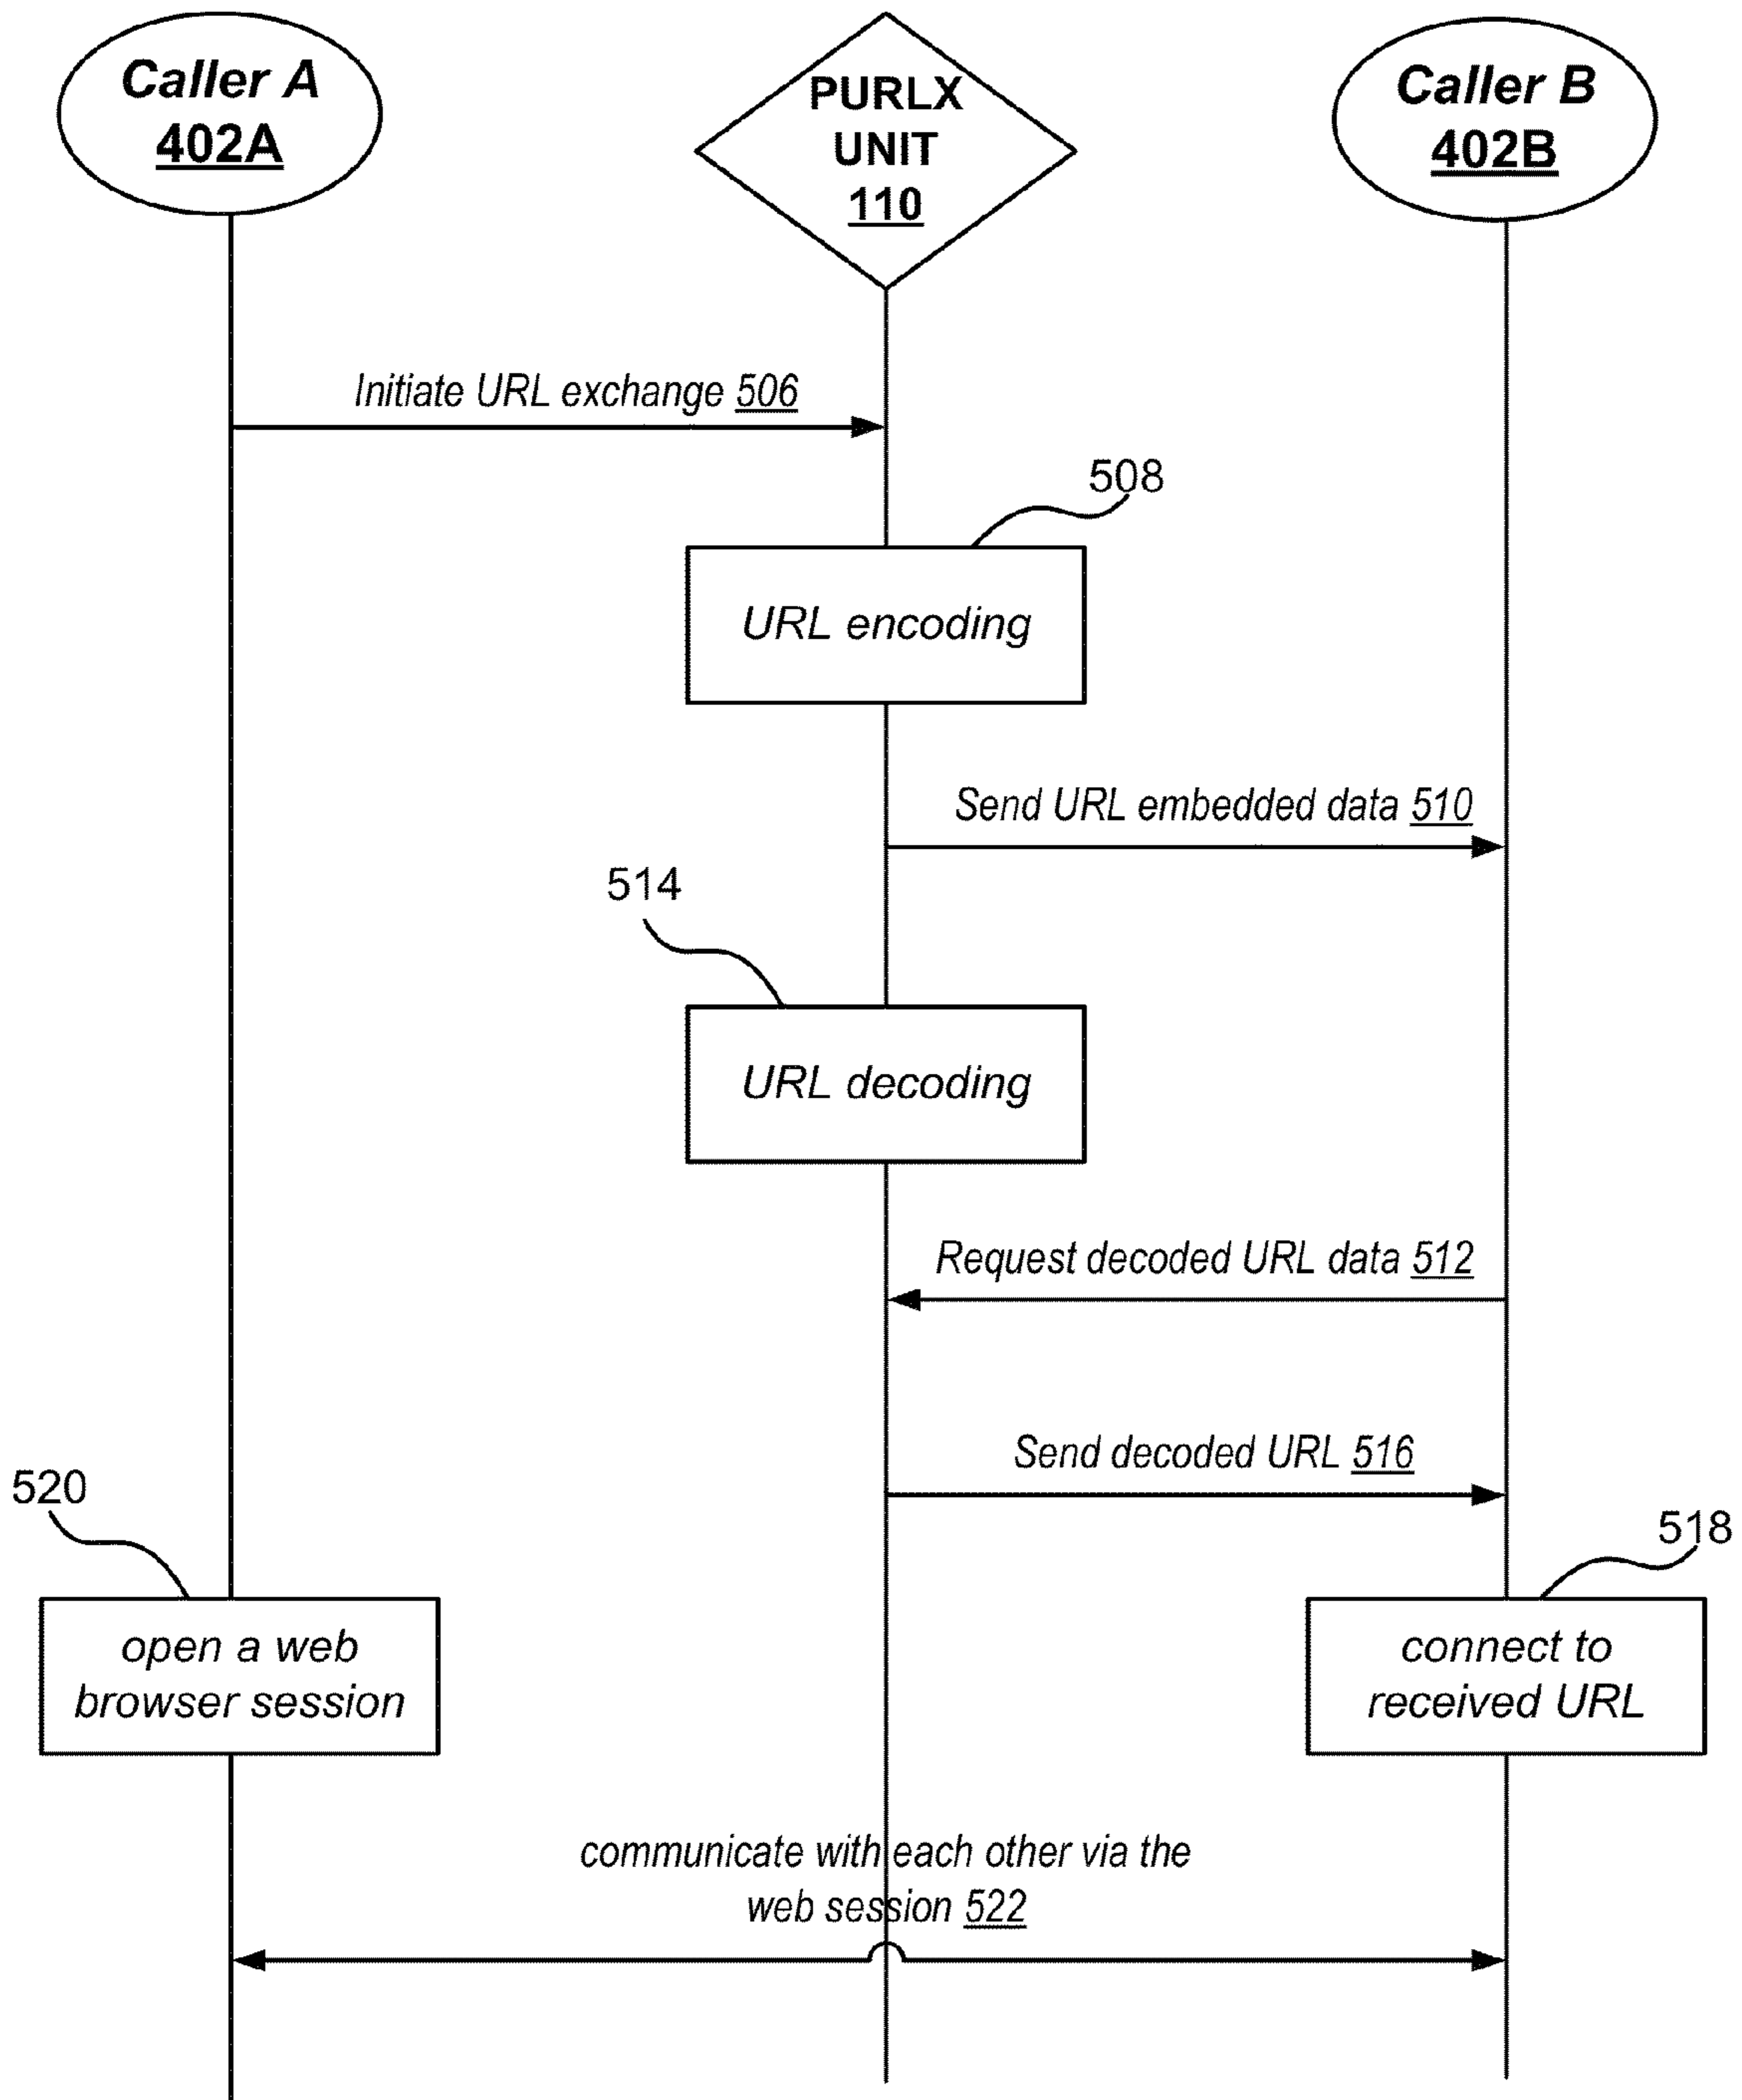 Caller A
402A
PURLX
UNIT
110
Caller B
402B
Initiate URL exchange 506
508
URL encoding
Send URL embedded data 510
514
URL decoding
Request decoded URL data 512
Send decoded URL 516
520
518
open a web
browser session
connect to
received URL
communicate with each other via the
web session 522